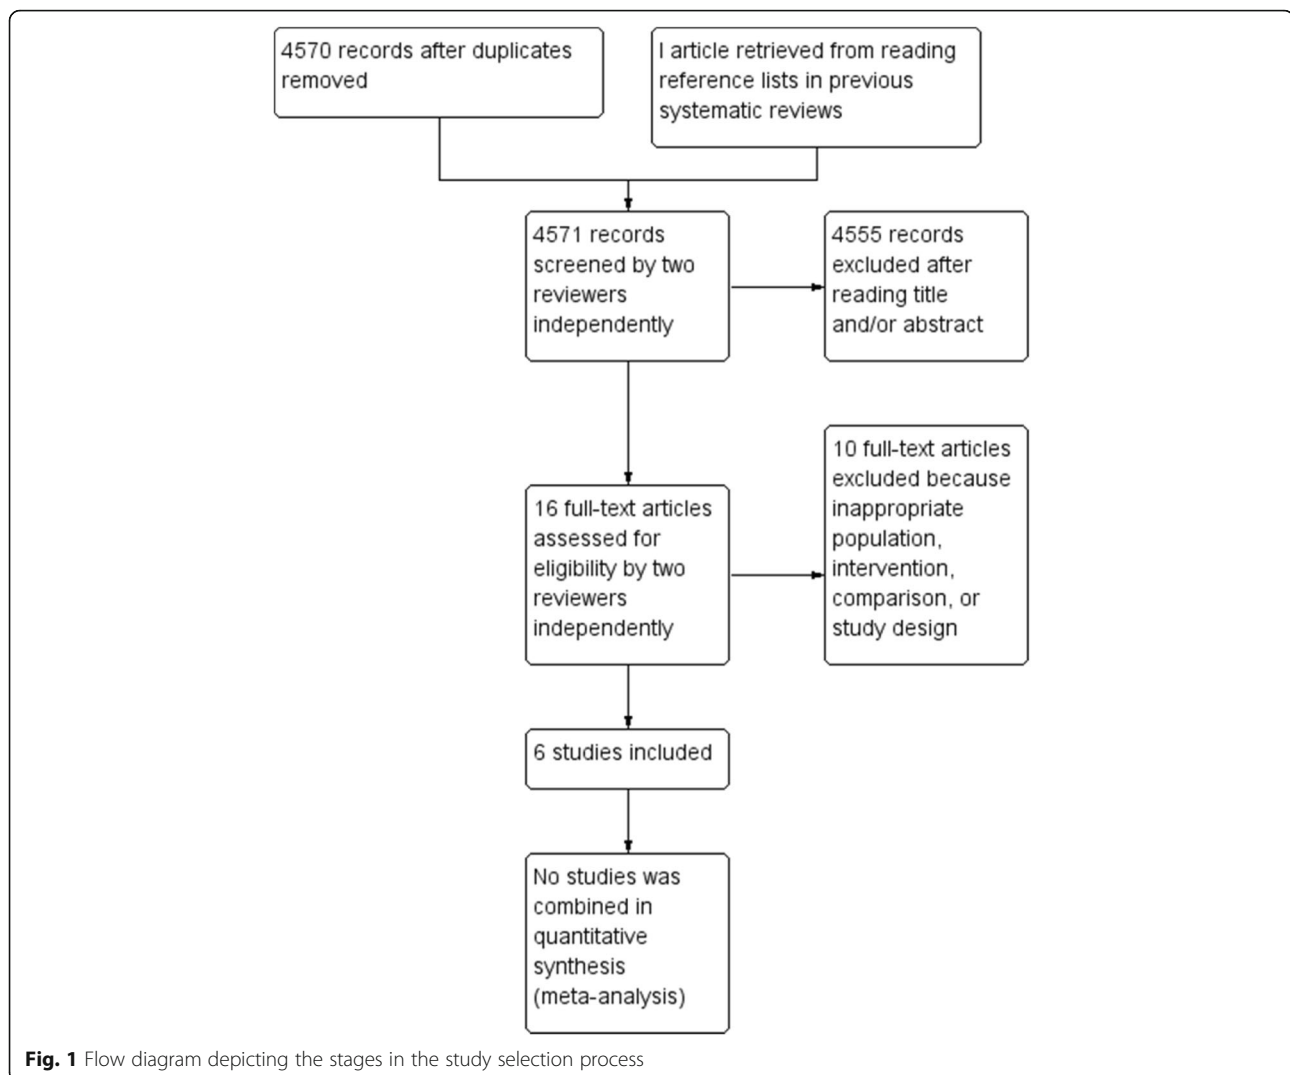 4570 records after duplicates
removed
I article retrieved from reading
reference lists in previous
systematic reviews
4571 records
screened by two
reviewers
independently
4555 records
excluded after
reading title
and/or abstract
10 full-text articles
excluded because
inappropriate
population,
intervention,
comparison, or
study design
16 full-text articles
assessed for
eligibility by two
reviewers
independently
6 studies included
No studies was
combined in
quantitative
synthesis
(meta-analysis)
Fig. 1 Flow diagram depicting the stages in the study selection process